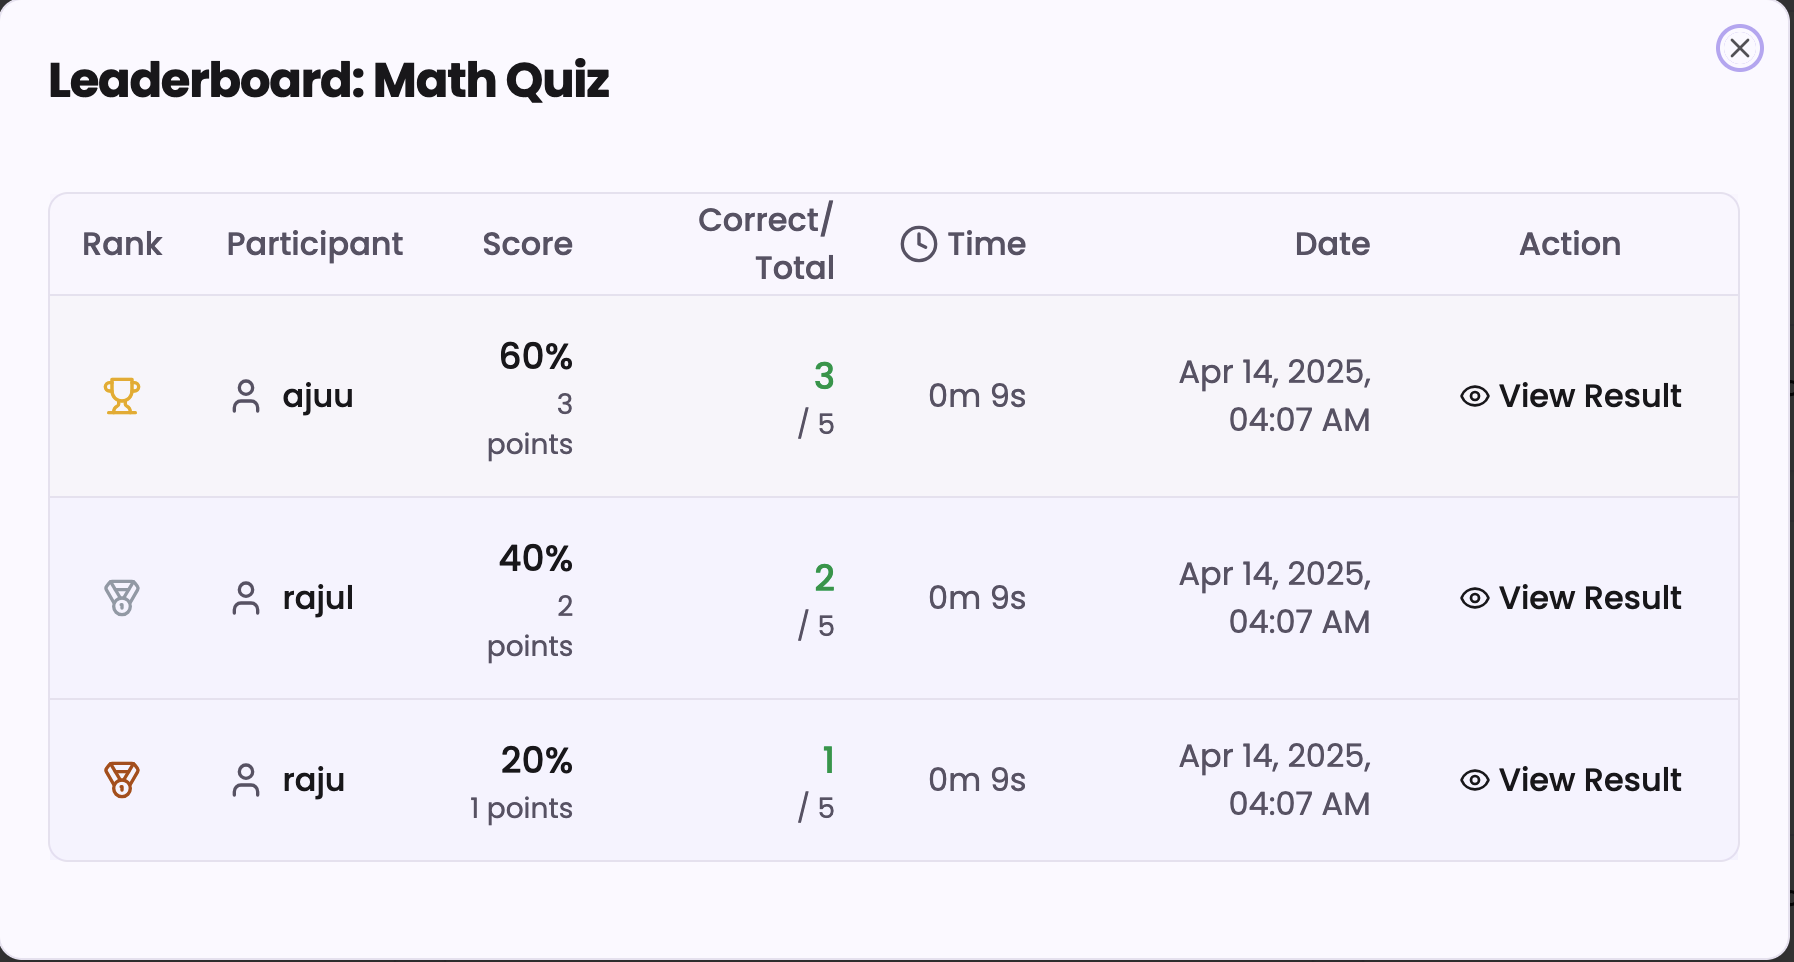 Leaderboard: Math Quiz
Rank Participant Score Correct/ Total Time Date Action
ajuu 60% 3 points 3 / 5 0m 9s Apr 14, 2025, 04:07 AM View Result
rajul 40% 2 points 2 / 5 0m 9s Apr 14, 2025, 04:07 AM View Result
raju 20% 1 points 1 / 5 0m 9s Apr 14, 2025, 04:07 AM View Result